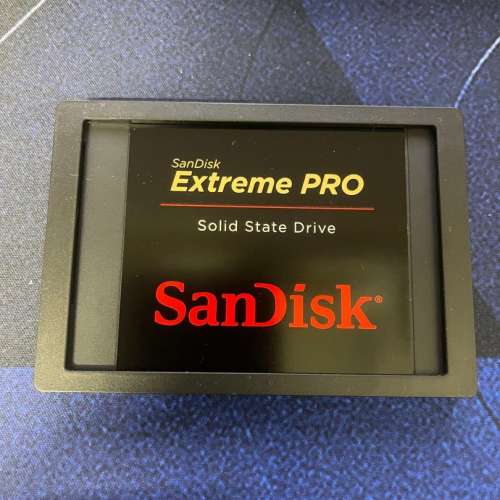 SanDisk
Extreme PRO
Solid State Drive
SanDisk®